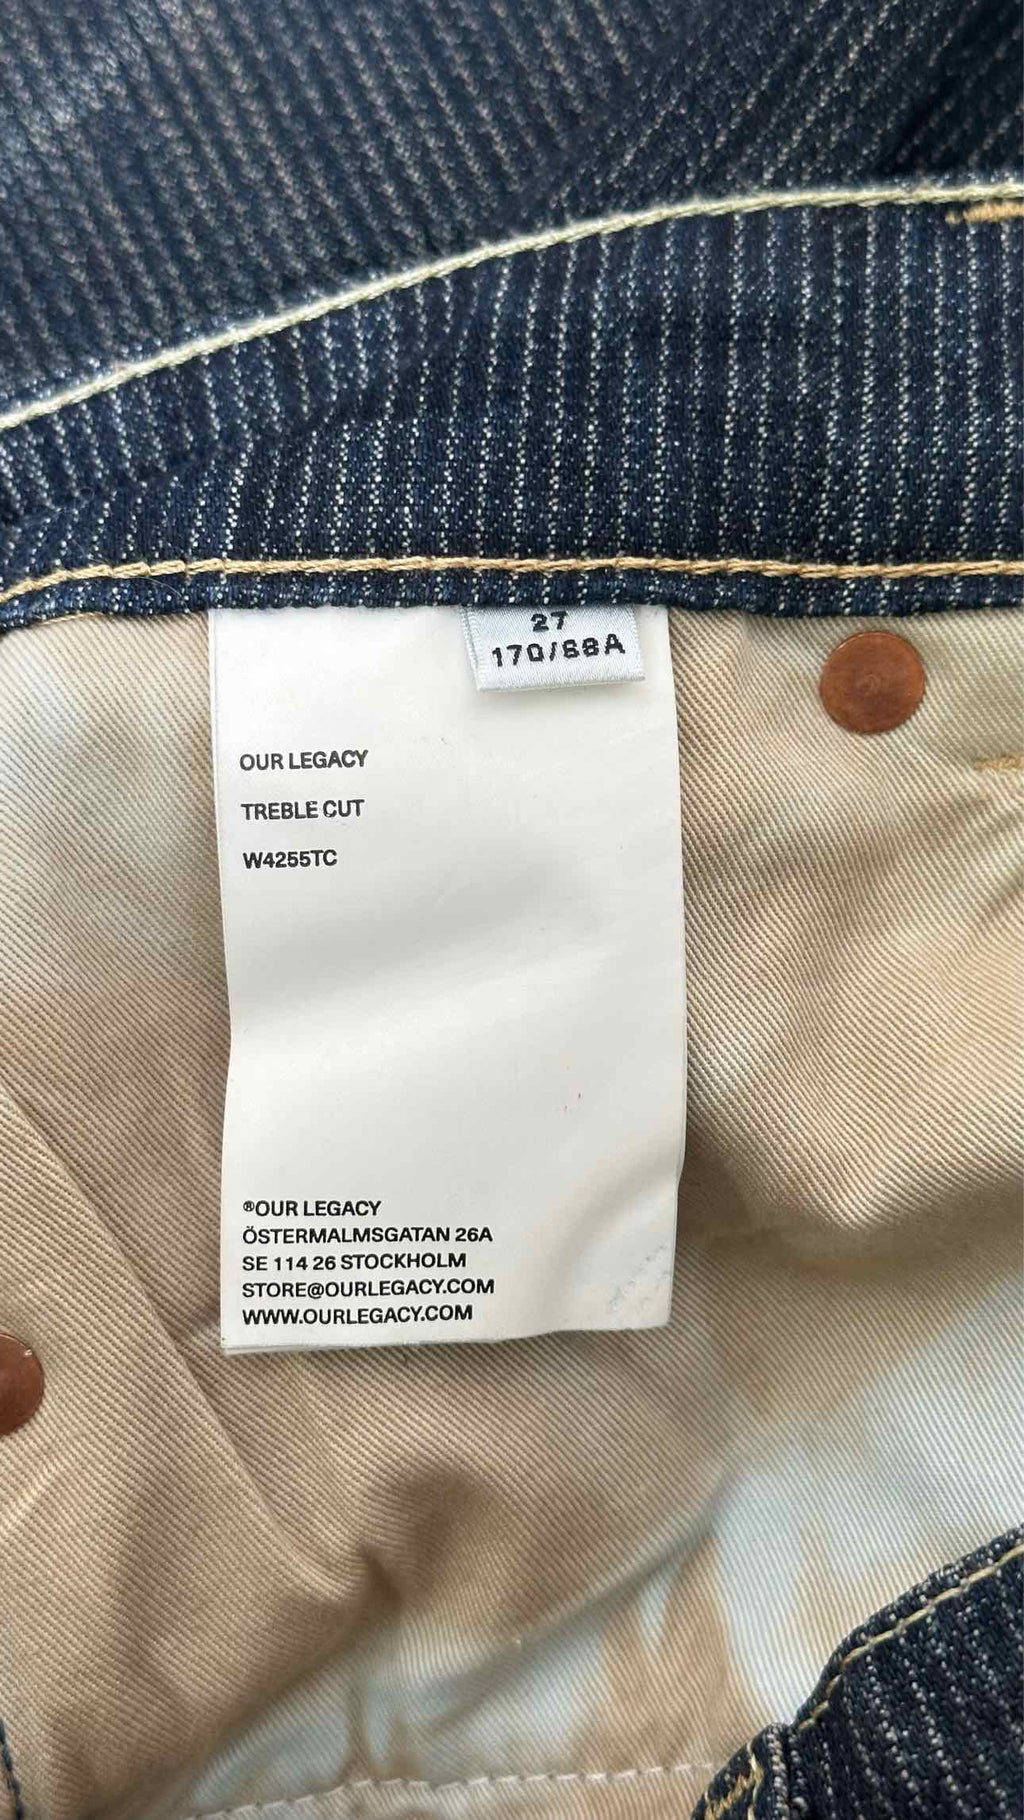 27
170/68A
OUR LEGACY
TREBLE CUT
W4255TC
®OUR LEGACY
ÖSTERMALMSGATAN 26A
SE 114 26 STOCKHOLM
STORE@OURLEGACY.COM
WWW.OURLEGACY.COM